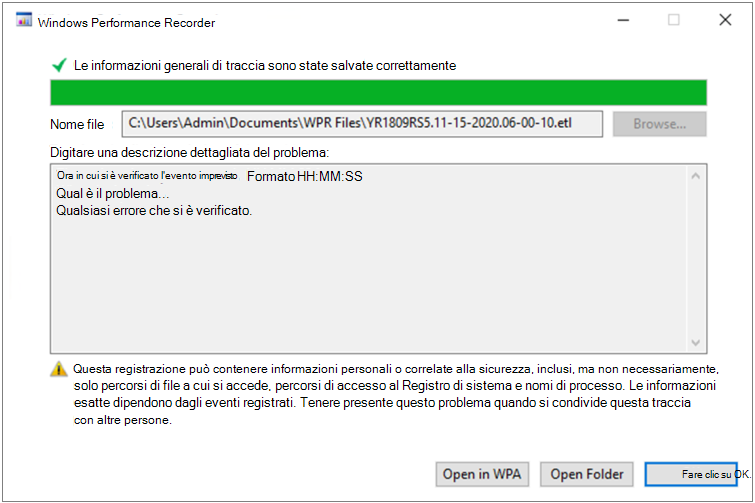 Windows Performance Recorder
Le informazioni generali di traccia sono state salvate correttamente
Nome file C:\Users\Admin\Documents\WPR Files\YR1809RS5.11-15-2020.06-00-10.etl Browse...
Digitare una descrizione dettagliata del problema:
Ora in cui si è verificato l'evento imprevisto Formato HH:MM:SS
Qual è il problema...
Qualsiasi errore che si è verificato.
Questa registrazione può contenere informazioni personali o correlate alla sicurezza, inclusi, ma non necessariamente,
solo percorsi di file a cui si accede, percorsi di accesso al Registro di sistema e nomi di processo. Le informazioni
esatte dipendono dagli eventi registrati. Tenere presente questo problema quando si condivide questa traccia
con altre persone.
Open in WPA Open Folder Fare clic su OK.